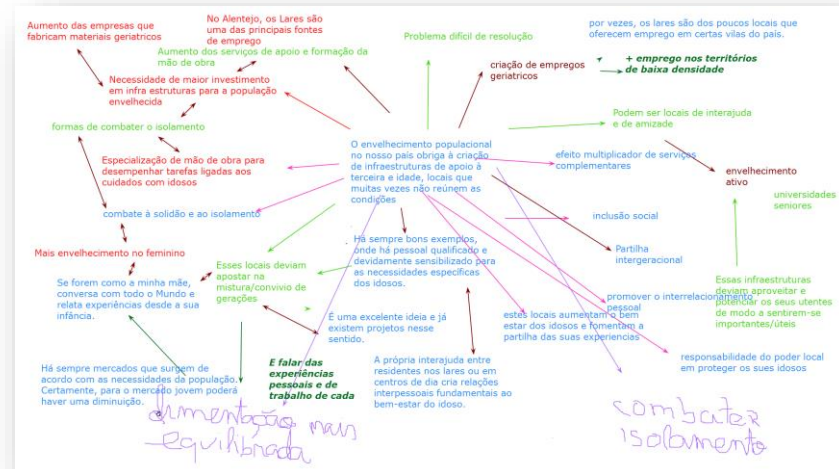 Aumento das empresas que
fabricam materiais geriatricos
No Alentejo, os Lares são
uma das principais fontes
de emprego
Aumento dos serviços de apoio e formação da
mão de obra
Problema difícil de resolução
criação de empregos
geriatricos
por vezes, os lares são dos poucos locais que
oferecem emprego em certas vilas do país.
+ emprego nos territórios
de baixa densidade
Necessidade de maior investimento
em infra estruturas para a população
envelhecida
formas de combater o isolamento
Especialização de mão de obra para
desempenhar tarefas ligadas aos
cuidados com idosos
combate à solidão e ao isolamento
Mais envelhecimento no feminino
O envelhecimento populacional
no nosso país obriga à criação
de infraestruturas de apoio à
terceira e idade, locais que
muitas vezes não reúnem as
condições
Podem ser locais de interajuda
e de amizade
efeito multiplicador de serviços
complementares
envelhecimento
ativo
universidades
seniores
inclusão social
Partilha
intergeracional
Se forem como a minha mãe,
conversa com todo o Mundo e
relata experiências desde a sua
infância.
Esses locais deviam
apostar na
mistura/convivio de
gerações
Há sempre bons exemplos,
onde há pessoal qualificado e
devidamente sensibilizado para
as necessidades específicas
dos idosos.
Essas infraestruturas
deviam aproveitar e
potenciar os seus utentes
de modo a sentirem-se
importantes/úteis
promover o interrelacionamento
pessoal
estes locais aumentam o bem
estar dos idosos e fomentam a
partilha das suas experiencias
É uma excelente ideia e já
existem projetos nesse
sentido.
responsabilidade do poder local
em proteger os sues idosos
Há sempre mercados que surgem de
acordo com as necessidades da população.
Certamente, para o mercado jovem poderá
haver uma diminuição.
E falar das
experiências
pessoais e de
trabalho de cada
A própria interajuda entre
residentes nos lares ou em
centros de dia cria relações
interpessoais fundamentais ao
bem-estar do idoso.
alimentação mais
equilibrada
combater
isolamento